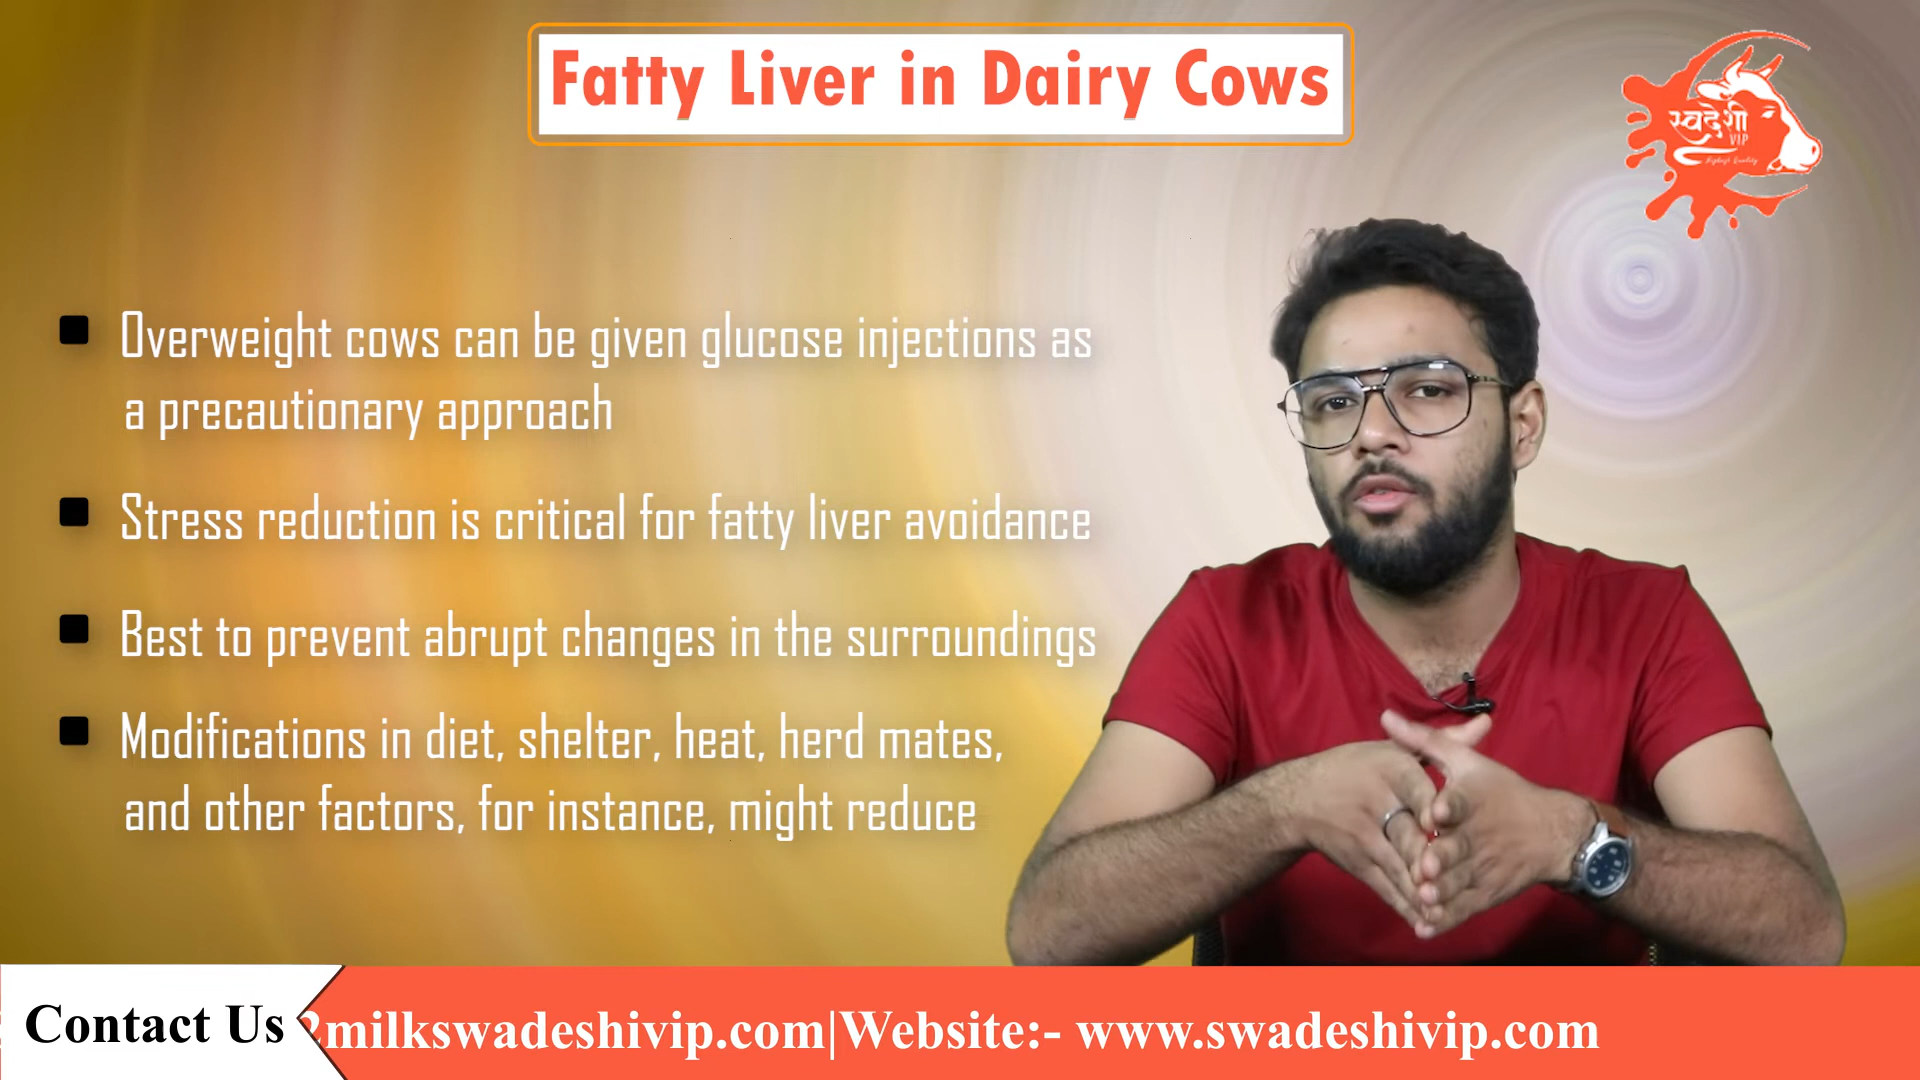 Fatty Liver in Dairy Cows
स्वदेशी
V.I.P
Overweight cows can be given glucose injections as
a precautionary approach
Stress reduction is critical for fatty liver avoidance
Best to prevent abrupt changes in the surroundings
Modifications in diet, shelter, heat, herd mates,
and other factors, for instance, might reduce
Contact Us 2milkswadeshivip.com|Website:- www.swadeshivip.com